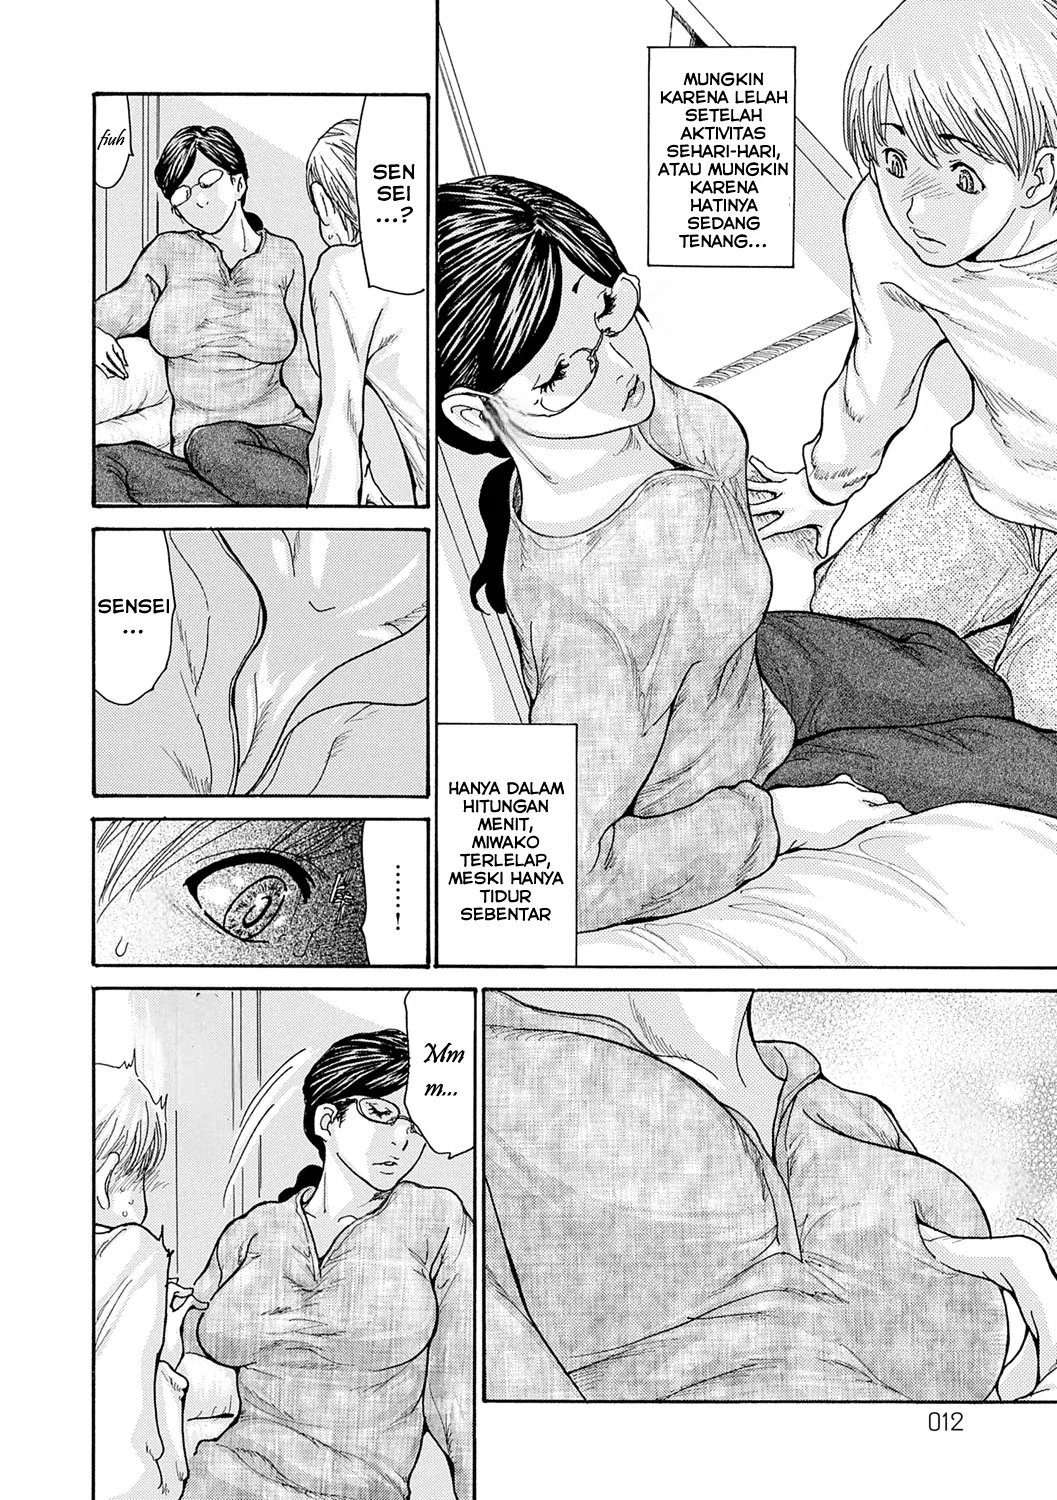 MUNGKIN
KARENA LELAH
SETELAH
AKTIVITAS
SEHARI-HARI,
ATAU MUNGKIN
KARENA
HATINYA
SEDANG
TENANG...
HANYA DALAM
HITUNGAN
MENIT,
MIWAKO
TERLELAP,
MESKI HANYA
TIDUR
SEBENTAR
SEN
SEI
...?
fiuh
SENSEI
...
......!
Mm
m...
012